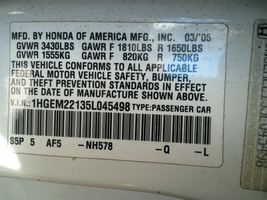 MFD. BY HONDA OF AMERICA MFG., INC. 03/05
GVWR 3430LBS GAWR F 1810LBS R 1650LBS
GVWR 1555KG GAWR F 820KG R 750KG
THIS VEHICLE CONFORMS TO ALL APPLICABLE
FEDERAL MOTOR VEHICLE SAFETY, BUMPER,
AND THEFT PREVENTION STANDARDS IN EFFECT
ON THE DATE OF MANUFACTURE SHOWN ABOVE.
V.I.N.:1HGEM22135L045498 TYPE:PASSENGER CAR
S5P 5 AF5 -NH578 -Q -L